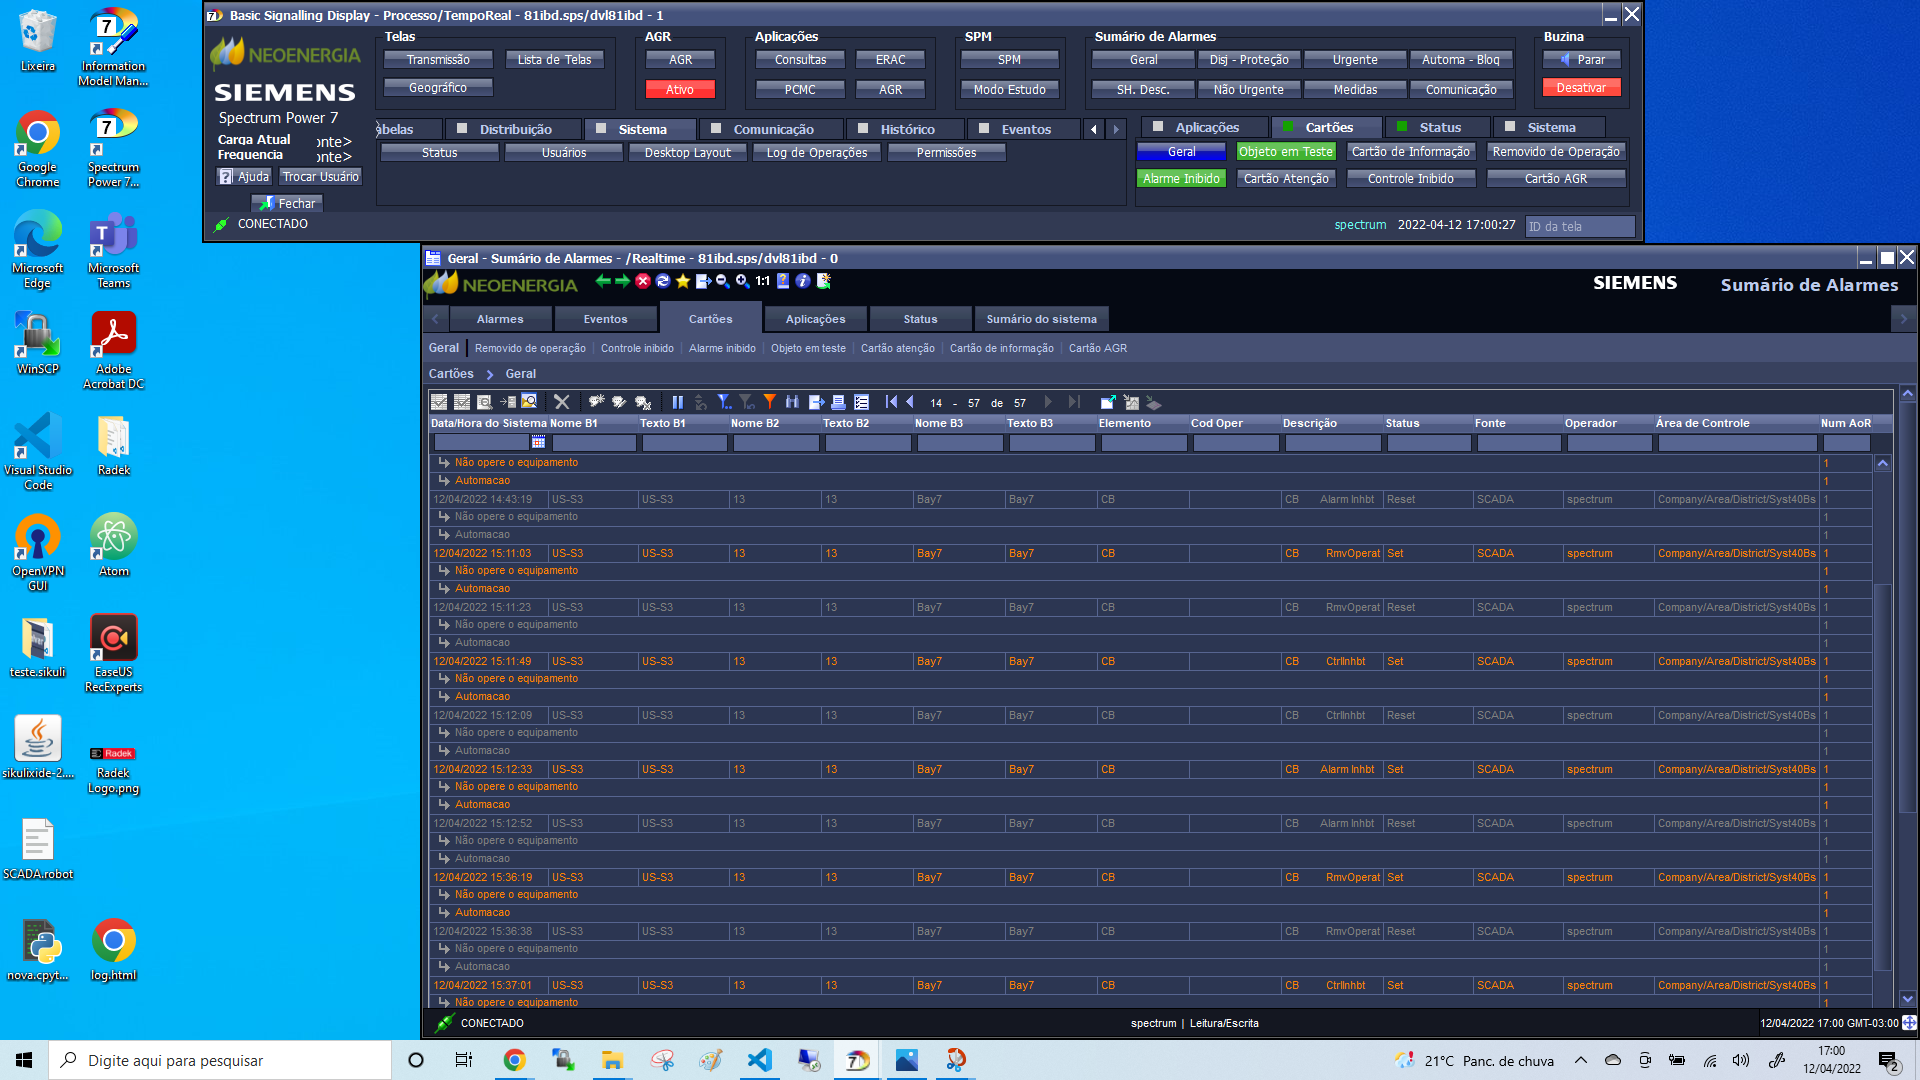 Lixeira
Information
Model Man...
Google
Chrome
Spectrum
Power 7...
Microsoft
Edge
Microsoft
Teams
WinSCP
Adobe
Acrobat DC
Visual Studio
Code
Radek
OpenVPN
GUI
Atom
teste.sikuli
EaseUS
RecExperts
sikulixide-2....
Radek
Radek
Logo.png
SCADA.robot
nova.cpyt...
log.html
Basic Signalling Display - Processo/TempoReal - 81ibd.sps/dvl81ibd - 1
NEOENERGIA
SIEMENS
Spectrum Power 7
Carga Atual onte>
Frequencia onte>
Ajuda Trocar Usuário
Fechar
CONECTADO
Telas
Transmissão Lista de Telas
Geográfico
AGR
AGR
Ativo
Aplicações
Consultas ERAC
PCMC AGR
SPM
SPM
Modo Estudo
Sumário de Alarmes
Geral Disj - Proteção Urgente Automa - Bloq
SH. Desc. Não Urgente Medidas Comunicação
Buzina
Parar
Desativar
abelas Distribuição Sistema Comunicação Histórico Eventos
Status Usuários Desktop Layout Log de Operações Permissões
Aplicações Cartões Status Sistema
Geral Objeto em Teste Cartão de Informação Removido de Operação
Alarme Inibido Cartão Atenção Controle Inibido Cartão AGR
spectrum 2022-04-12 17:00:27 ID da tela
Geral - Sumário de Alarmes - /Realtime - 81ibd.sps/dvl81ibd - 0
NEOENERGIA 1:1 SIEMENS Sumário de Alarmes
Alarmes Eventos Cartões Aplicações Status Sumário do sistema
Geral Removido de operação Controle inibido Alarme inibido Objeto em teste Cartão atenção Cartão de informação Cartão AGR
Cartões > Geral
14 - 57 de 57
Data/Hora do Sistema Nome B1 Texto B1 Nome B2 Texto B2 Nome B3 Texto B3 Elemento Cod Oper Descrição Status Fonte Operador Área de Controle Num AoR
Não opere o equipamento 1
Automacao 1
12/04/2022 14:43:19 US-S3 US-S3 13 13 Bay7 Bay7 CB CB Alarm Inhbt Reset SCADA spectrum Company/Area/District/Syst40Bs 1
Não opere o equipamento 1
Automacao 1
12/04/2022 15:11:03 US-S3 US-S3 13 13 Bay7 Bay7 CB CB RmvOperat Set SCADA spectrum Company/Area/District/Syst40Bs 1
Não opere o equipamento 1
Automacao 1
12/04/2022 15:11:23 US-S3 US-S3 13 13 Bay7 Bay7 CB CB RmvOperat Reset SCADA spectrum Company/Area/District/Syst40Bs 1
Não opere o equipamento 1
Automacao 1
12/04/2022 15:11:49 US-S3 US-S3 13 13 Bay7 Bay7 CB CB CtrlInhbt Set SCADA spectrum Company/Area/District/Syst40Bs 1
Não opere o equipamento 1
Automacao 1
12/04/2022 15:12:09 US-S3 US-S3 13 13 Bay7 Bay7 CB CB CtrlInhbt Reset SCADA spectrum Company/Area/District/Syst40Bs 1
Não opere o equipamento 1
Automacao 1
12/04/2022 15:12:33 US-S3 US-S3 13 13 Bay7 Bay7 CB CB Alarm Inhbt Set SCADA spectrum Company/Area/District/Syst40Bs 1
Não opere o equipamento 1
Automacao 1
12/04/2022 15:12:52 US-S3 US-S3 13 13 Bay7 Bay7 CB CB Alarm Inhbt Reset SCADA spectrum Company/Area/District/Syst40Bs 1
Não opere o equipamento 1
Automacao 1
12/04/2022 15:36:19 US-S3 US-S3 13 13 Bay7 Bay7 CB CB RmvOperat Set SCADA spectrum Company/Area/District/Syst40Bs 1
Não opere o equipamento 1
Automacao 1
12/04/2022 15:36:38 US-S3 US-S3 13 13 Bay7 Bay7 CB CB RmvOperat Reset SCADA spectrum Company/Area/District/Syst40Bs 1
Não opere o equipamento 1
Automacao 1
12/04/2022 15:37:01 US-S3 US-S3 13 13 Bay7 Bay7 CB CB CtrlInhbt Set SCADA spectrum Company/Area/District/Syst40Bs 1
Não opere o equipamento 1
CONECTADO spectrum | Leitura/Escrita 12/04/2022 17:00 GMT-03:00
Digite aqui para pesquisar
21°C Panc. de chuva
17:00
12/04/2022
2